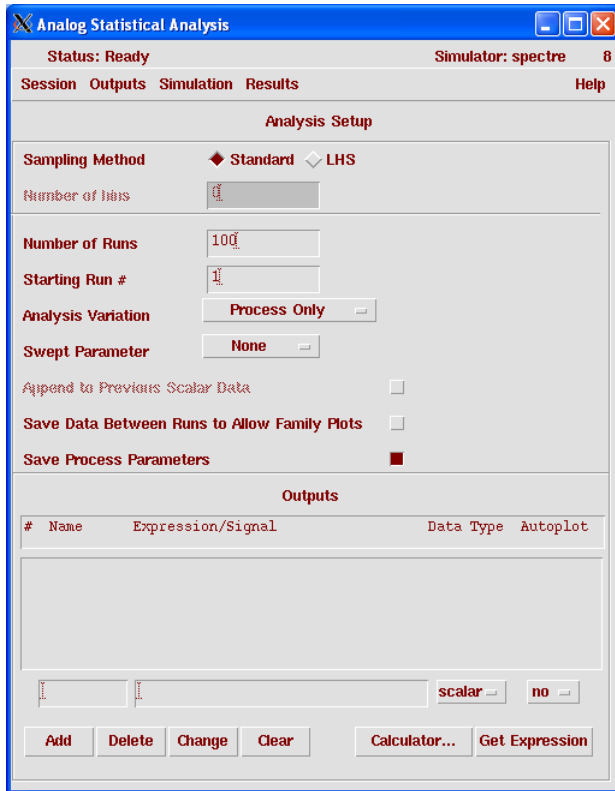 Analog Statistical Analysis
Status: Ready Simulator: spectre 8
Session Outputs Simulation Results Help
Analysis Setup
Sampling Method Standard LHS
Number of bins 0
Number of Runs 100
Starting Run # 1
Analysis Variation Process Only
Swept Parameter None
Append to Previous Scalar Data
Save Data Between Runs to Allow Family Plots
Save Process Parameters
Outputs
# Name Expression/Signal Data Type Autoplot
scalar no
Add Delete Change Clear Calculator... Get Expression